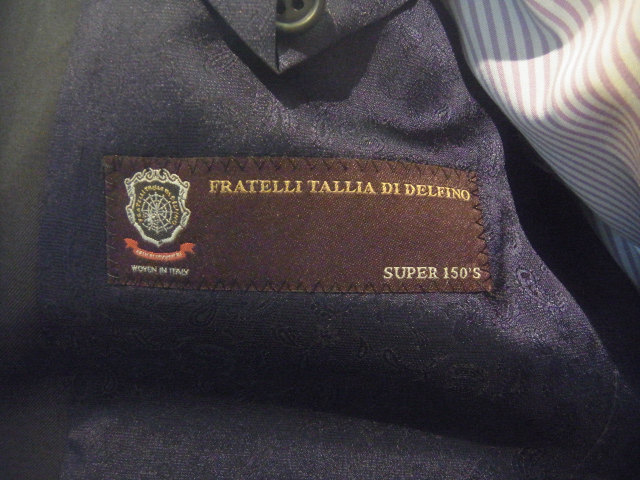 FRATELLI TALLIA DI DELFINO
WOVEN IN ITALY
SUPER 150'S